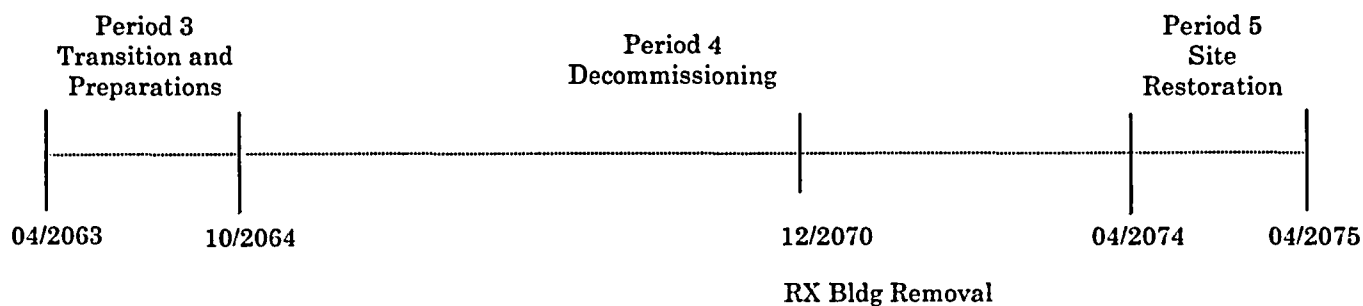 Period 3
Transition and
Preparations
Period 4
Decommissioning
Period 5
Site
Restoration
04/2063
10/2064
12/2070
04/2074
04/2075
RX Bldg Removal